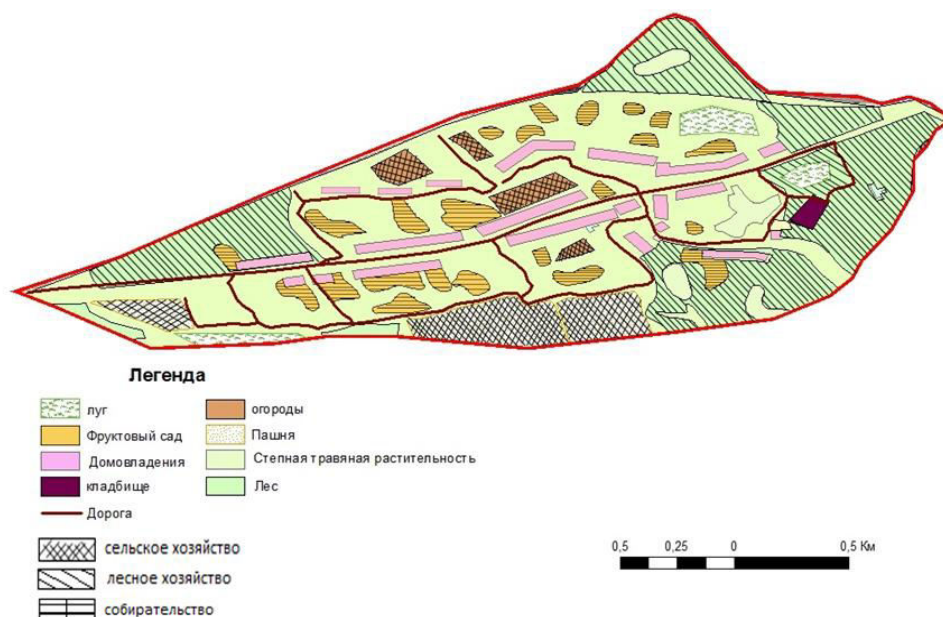 Легенда
луг
огороды
Фруктовый сад
Пашня
Домовладения
Степная травяная растительность
кладбище
Лес
Дорога
сельское хозяйство
лесное хозяйство
собирательство
0,5 0,25 0 0,5 Км